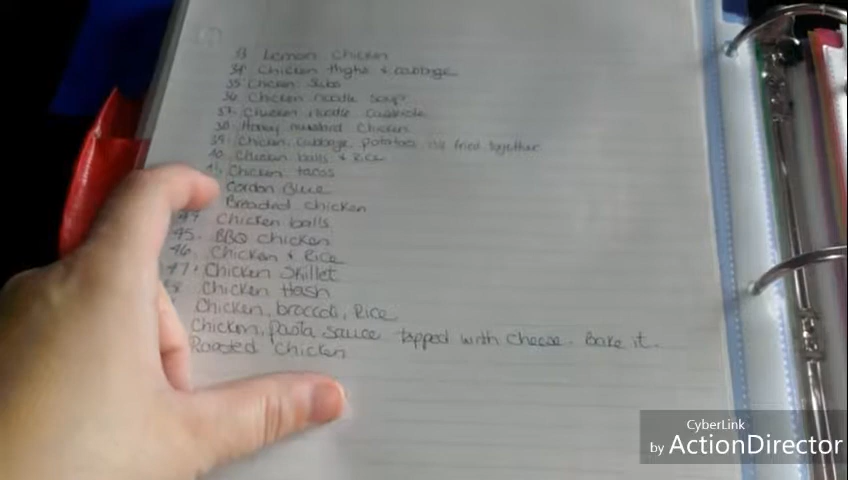 33 Lemon Chicken
34 Chicken thighs & cabbage
35 Chicken Subs
36 Chicken noodle soup
37. Chicken noodle casserole
38. Honey mustard Chicken
39. Chicken, cabbage, potatoes all fried together
40 Chicken balls & Rice
Chicken tacos
Cordon Blue
Breaded Chicken
Chicken balls
45. BBQ Chicken
46. Chicken & Rice
47. Chicken Skillet
Chicken Hash
Chicken, broccoli, Rice
Chicken, pasta sauce topped with cheese. Bake it.
Roasted Chicken
CyberLink
by ActionDirector